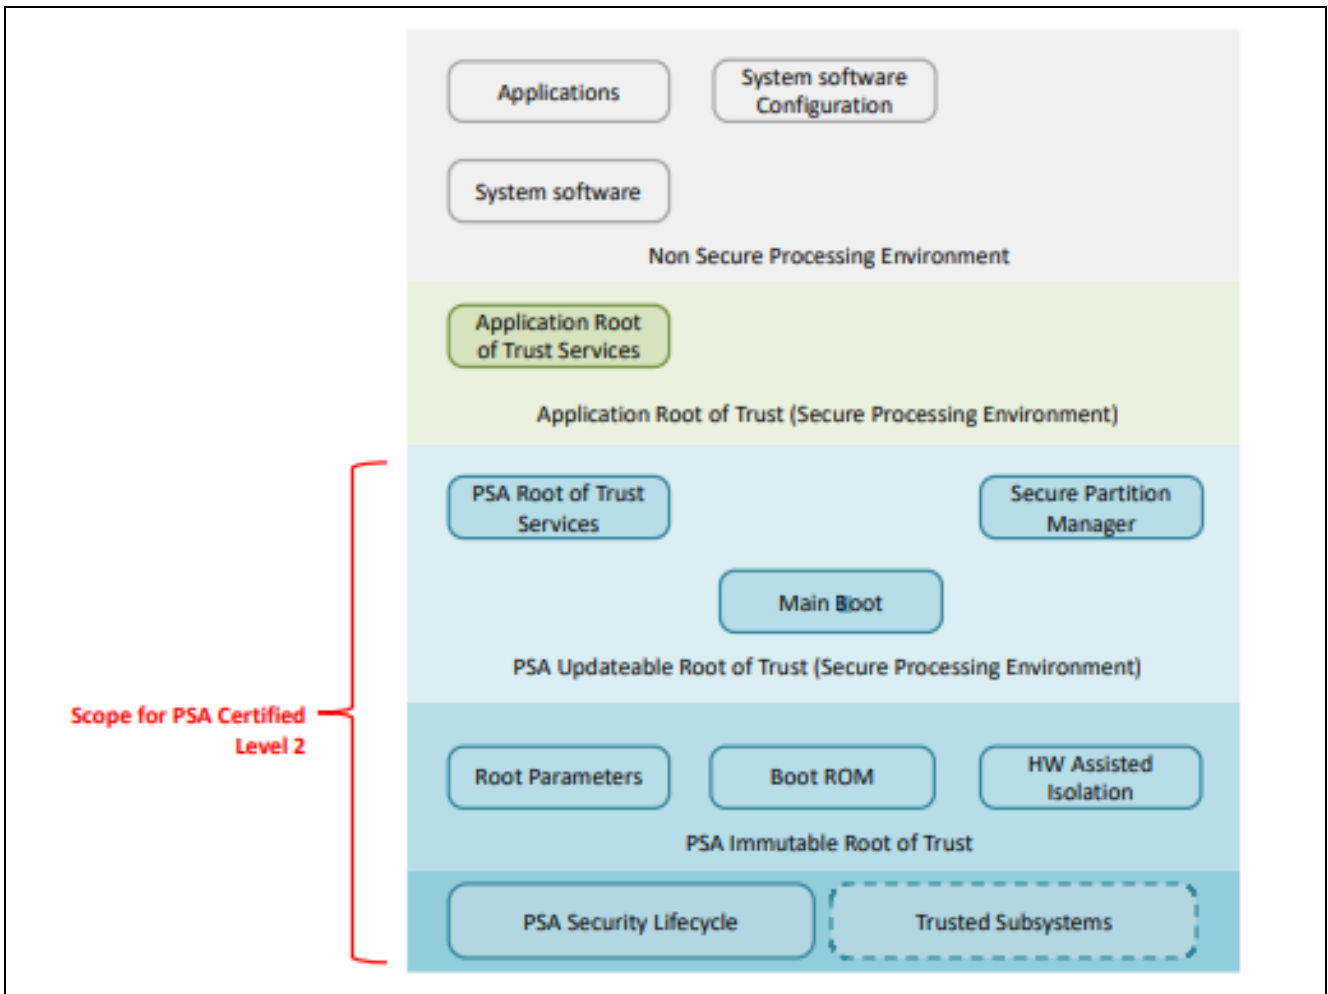 Applications
System software
Configuration
System software
Non Secure Processing Environment
Application Root
of Trust Services
Application Root of Trust (Secure Processing Environment)
PSA Root of Trust
Services
Secure Partition
Manager
Main Boot
PSA Updateable Root of Trust (Secure Processing Environment)
Scope for PSA Certified
Level 2
Root Parameters
Boot ROM
HW Assisted
Isolation
PSA Immutable Root of Trust
PSA Security Lifecycle
Trusted Subsystems